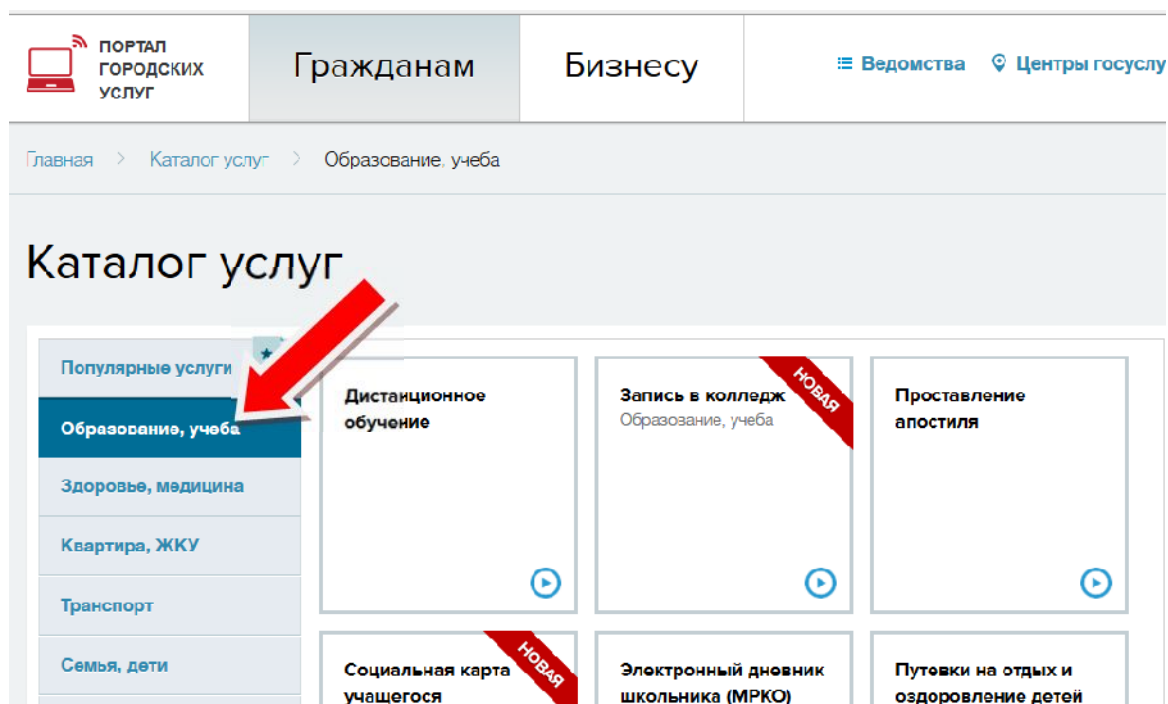 ПОРТАЛ
ГОРОДСКИХ
УСЛУГ
Гражданам
Бизнесу
Ведомства
Центры госуслу
Главная > Каталог услуг > Образование, учеба
Каталог услуг
Популярные услуги
Образование, учеба
Здоровье, медицина
Квартира, ЖКУ
Транспорт
Семья, дети
Дистанционное
обучение
Запись в колледж
Образование, учеба
НОВАЯ
Проставление
апостиля
Социальная карта
учащегося
НОВАЯ
Электронный дневник
школьника (МРКО)
Путевки на отдых и
оздоровление детей